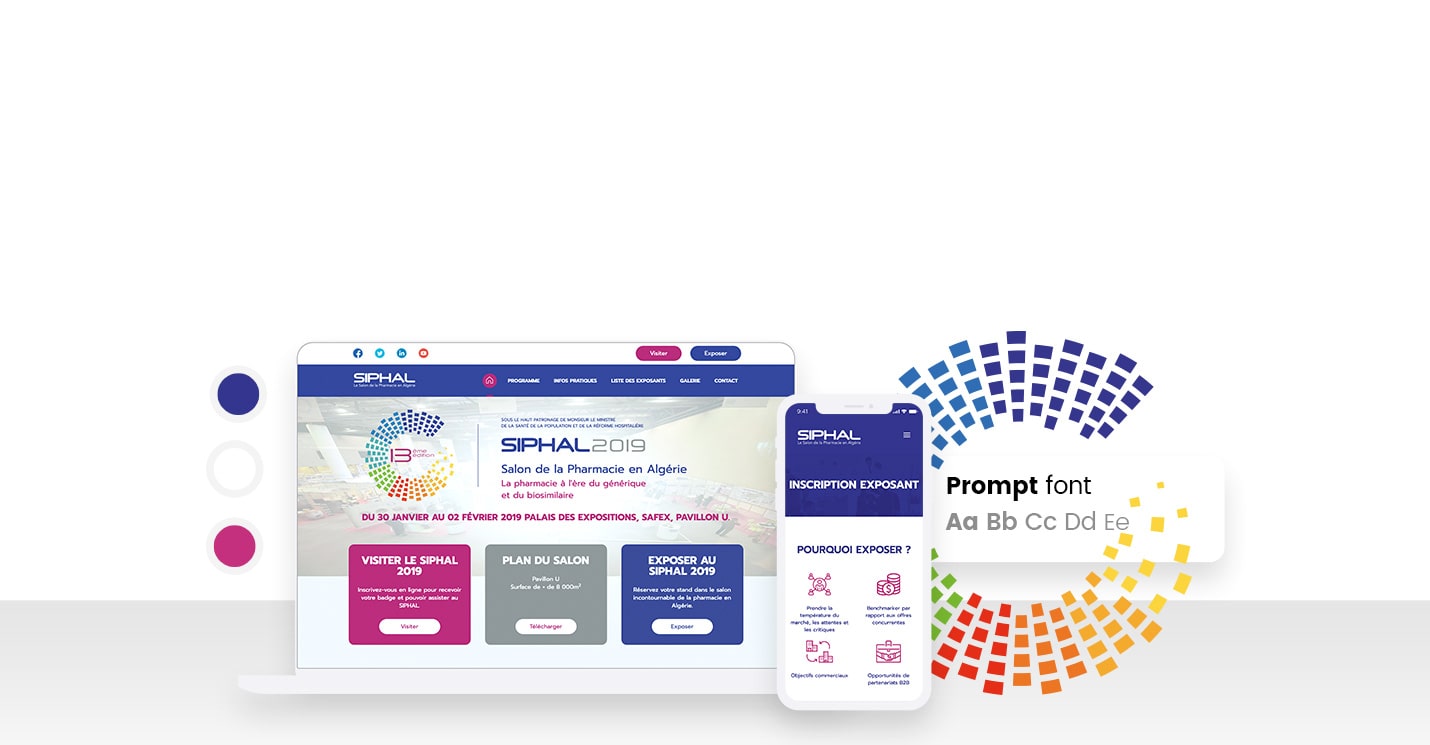 Visiter
Exposer
SIPHAL
Le Salon de la Pharmacie en Algérie
PROGRAMME
INFOS PRATIQUES
LISTE DES EXPOSANTS
GALERIE
CONTACT
13ème édition
SOUS LE HAUT PATRONAGE DE MONSIEUR LE MINISTRE
DE LA SANTÉ DE LA POPULATION ET DE LA RÉFORME HOSPITALIÈRE
SIPHAL2019
Salon de la Pharmacie en Algérie
La pharmacie à l'ère du générique
et du biosimilaire
DU 30 JANVIER AU 02 FÉVRIER 2019 PALAIS DES EXPOSITIONS, SAFEX, PAVILLON U.
VISITER LE SIPHAL
2019
Inscrivez-vous en ligne pour recevoir
votre badge et pouvoir assister au
SIPHAL
Visiter
PLAN DU SALON
Pavillon U
Surface de + de 8 000m²
Télécharger
EXPOSER AU
SIPHAL 2019
Réservez votre stand dans le salon
incontournable de la pharmacie en
Algérie.
Exposer
9:41
SIPHAL
Le Salon de la Pharmacie en Algérie
INSCRIPTION EXPOSANT
POURQUOI EXPOSER ?
Prendre la
température du
marché, les attentes et
les critiques
Benchmarker par
rapport aux offres
concurrentes
Objectifs commerciaux
Opportunités de
partenariats B2B
Prompt font
Aa Bb Cc Dd Ee